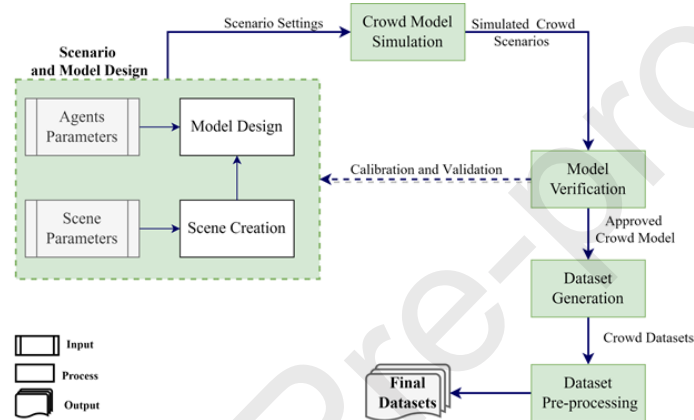 Scenario
and Model Design
Scenario Settings
Crowd Model
Simulation
Simulated Crowd
Scenarios
Agents
Parameters
Model Design
Scene
Parameters
Scene Creation
Calibration and Validation
Model
Verification
Approved
Crowd Model
Dataset
Generation
Crowd Datasets
Dataset
Pre-processing
Final
Datasets
Input
Process
Output
Pre-pro